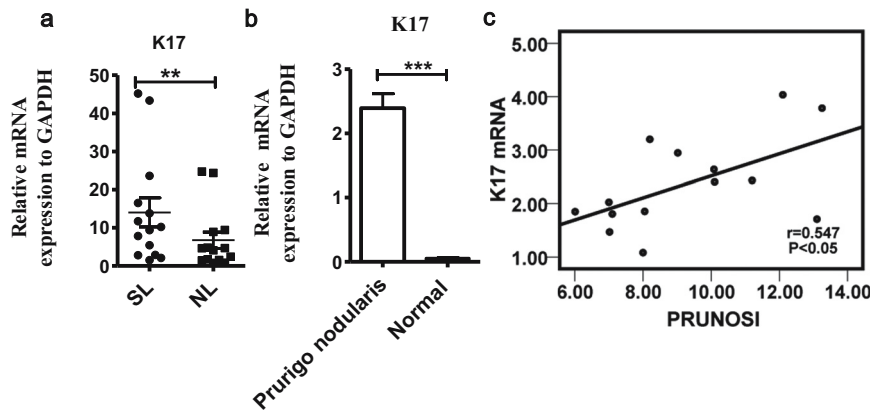 a
K17
Relative mRNA
expression to GAPDH
50
40
30
20
10
0
**
SL
NL
b
K17
Relative mRNA
expression to GAPDH
3
2
1
0
***
Prurigo nodularis
Normal
c
K17 mRNA
5.00
4.00
3.00
2.00
1.00
r=0.547
P<0.05
6.00 8.00 10.00 12.00 14.00
PRUNOSI